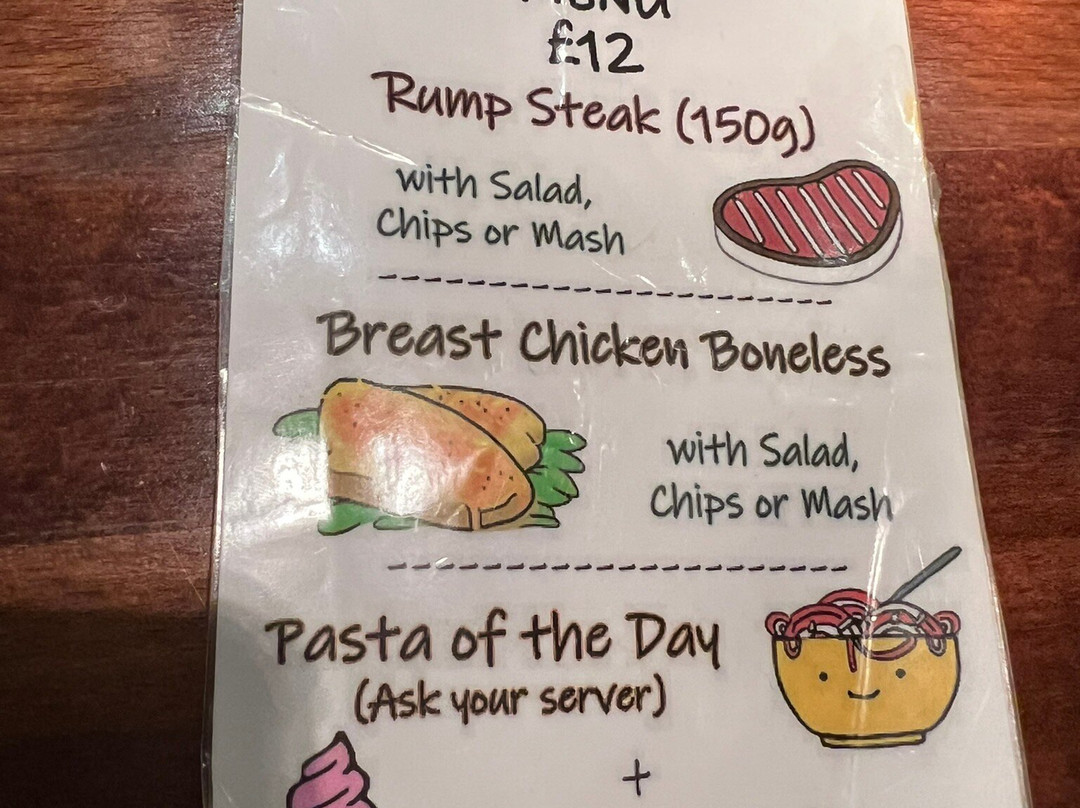 MENU
£12
Rump Steak (150g)
with Salad,
Chips or Mash
Breast Chicken Boneless
with Salad,
Chips or Mash
Pasta of the Day
(Ask your server)
+